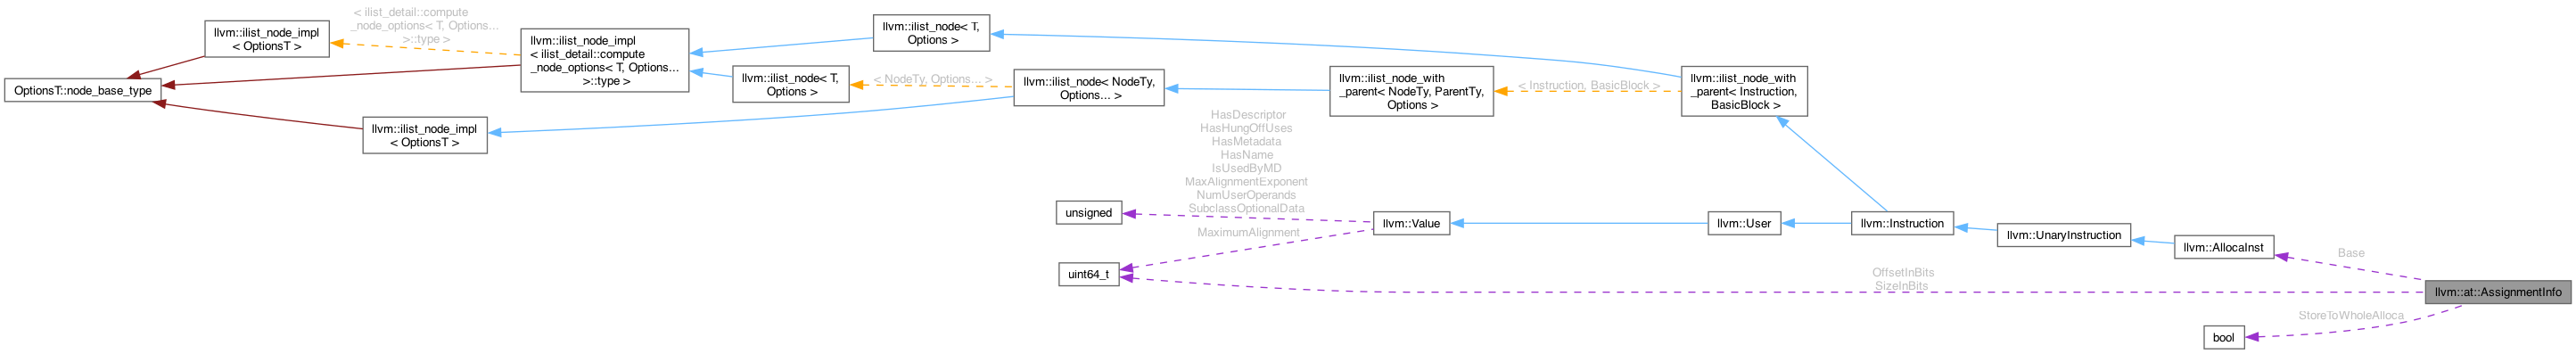 < ilist_detail::compute
_node_options< T, Options...
>::type >
llvm::ilist_node_impl
< OptionsT >
OptionsT::node_base_type
llvm::ilist_node_impl
< ilist_detail::compute
_node_options< T, Options...
>::type >
llvm::ilist_node< T,
Options >
llvm::ilist_node< T,
Options >
< NodeTy, Options... >
llvm::ilist_node< NodeTy,
Options... >
llvm::ilist_node_with
_parent< NodeTy, ParentTy,
Options >
< Instruction, BasicBlock >
llvm::ilist_node_with
_parent< Instruction,
BasicBlock >
llvm::ilist_node_impl
< OptionsT >
HasDescriptor
HasHungOffUses
HasMetadata
HasName
IsUsedByMD
MaxAlignmentExponent
NumUserOperands
SubclassOptionalData
unsigned
MaximumAlignment
llvm::Value
llvm::User
llvm::Instruction
llvm::UnaryInstruction
llvm::AllocaInst
Base
uint64_t
OffsetInBits
SizeInBits
llvm::at::AssignmentInfo
StoreToWholeAlloca
bool